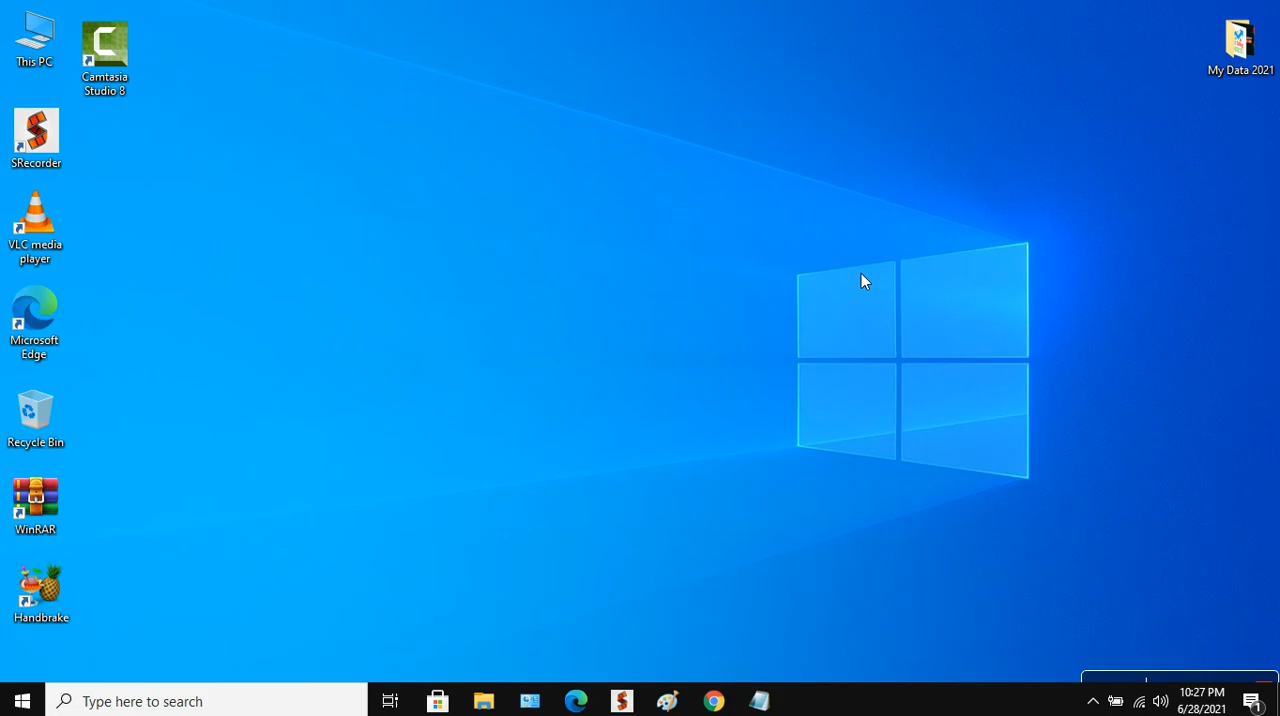 This PC
Camtasia
Studio 8
My Data 2021
SRecorder
VLC media
player
Microsoft
Edge
Recycle Bin
WinRAR
Handbrake
Type here to search
10:27 PM
6/28/2021
1